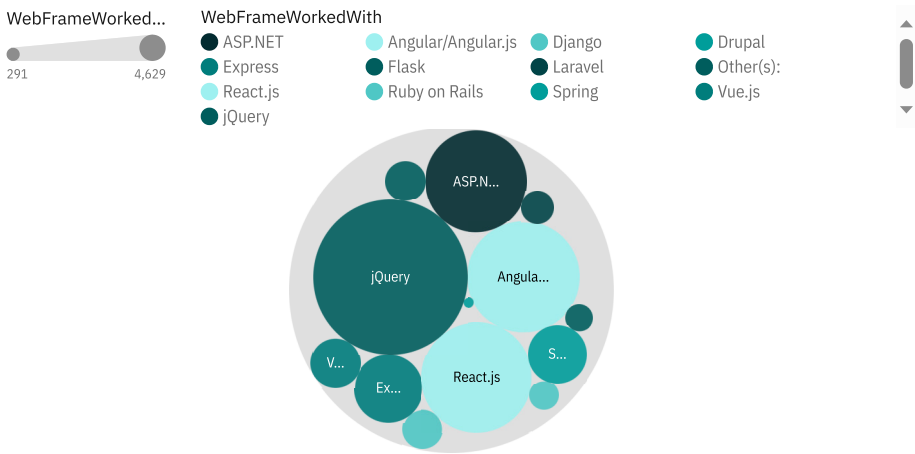 WebFrameWorked...
291
4,629
WebFrameWorkedWith
ASP.NET
Angular/Angular.js
Django
Drupal
Express
Flask
Laravel
Other(s):
React.js
Ruby on Rails
Spring
Vue.js
jQuery
ASP.N...
jQuery
Angula...
S...
V...
React.js
Ex...